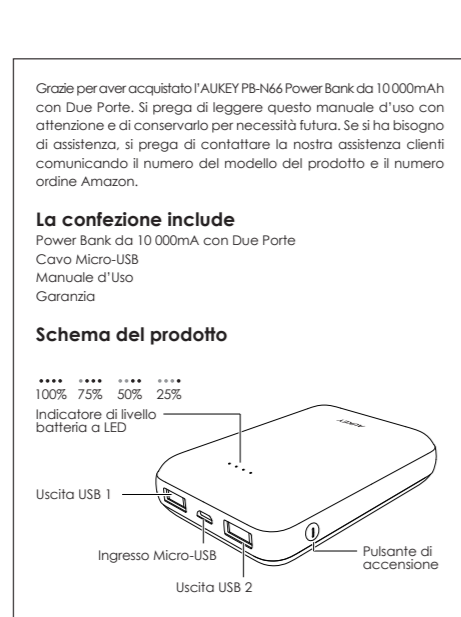 Grazie per aver acquistato l'AUKEY PB-N66 Power Bank da 10 000mAh
con Due Porte. Si prega di leggere questo manuale d'uso con
attenzione e di conservarlo per necessità futura. Se si ha bisogno
di assistenza, si prega di contattare la nostra assistenza clienti
comunicando il numero del modello del prodotto e il numero
ordine Amazon.
La confezione include
Power Bank da 10 000mA con Due Porte
Cavo Micro-USB
Manuale d'Uso
Garanzia
Schema del prodotto
100% 75% 50% 25%
Indicatore di livello
batteria a LED
AUKEY
Uscita USB 1
Ingresso Micro-USB
Uscita USB 2
Pulsante di
accensione